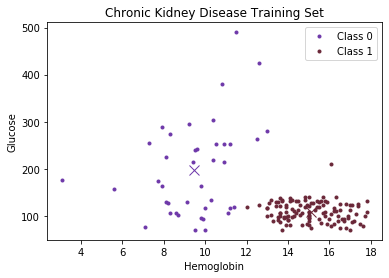 Chronic Kidney Disease Training Set
Class 0
Class 1
Glucose
500
400
300
200
100
4 6 8 10 12 14 16 18
Hemoglobin